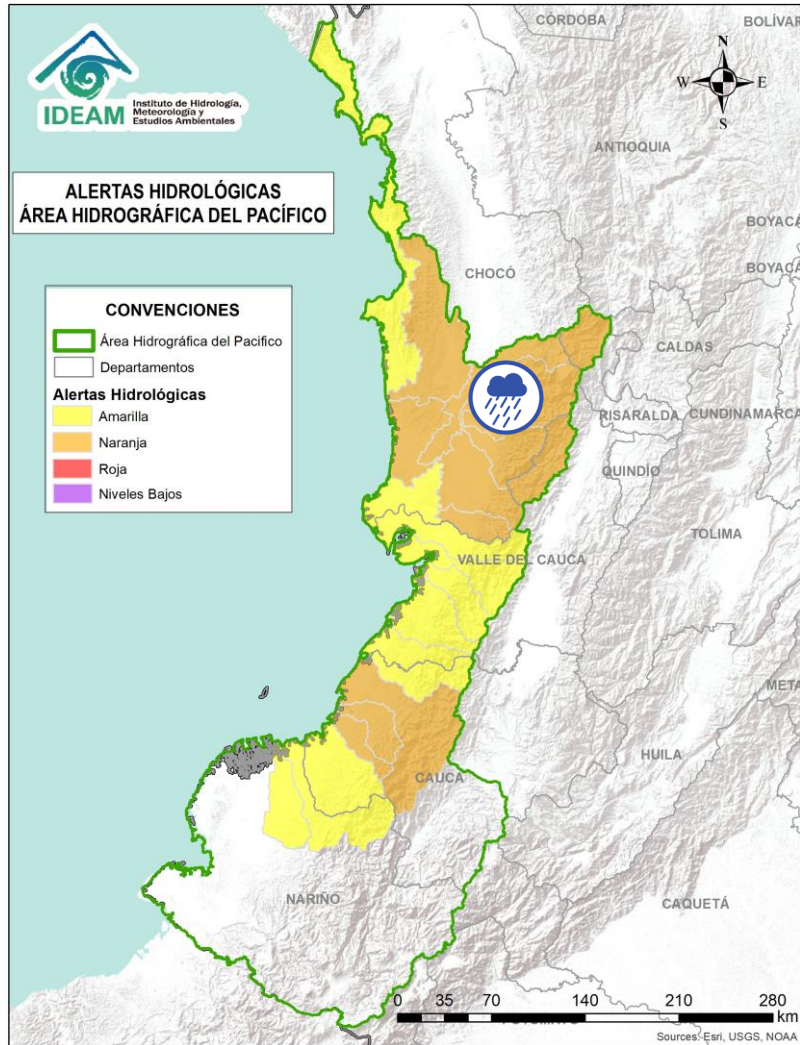 CÓRDOBA
BOLÍVAR
IDEAM
Instituto de Hidrología,
Meteorología y
Estudios Ambientales
N
W
E
S
ANTIOQUIA
ALERTAS HIDROLÓGICAS
ÁREA HIDROGRÁFICA DEL PACÍFICO
BOYACÁ
BOYACÁ
CHOCÓ
CONVENCIONES
Área Hidrográfica del Pacifico
Departamentos
Alertas Hidrológicas
Amarilla
Naranja
Roja
Niveles Bajos
CALDAS
RISARALDA
CUNDINAMARCA
QUINDÍO
TOLIMA
VALLE DEL CAUCA
META
HUILA
CAUCA
NARIÑO
CAQUETÁ
0 35 70 140 210 280
km
Sources: Esri, USGS, NOAA